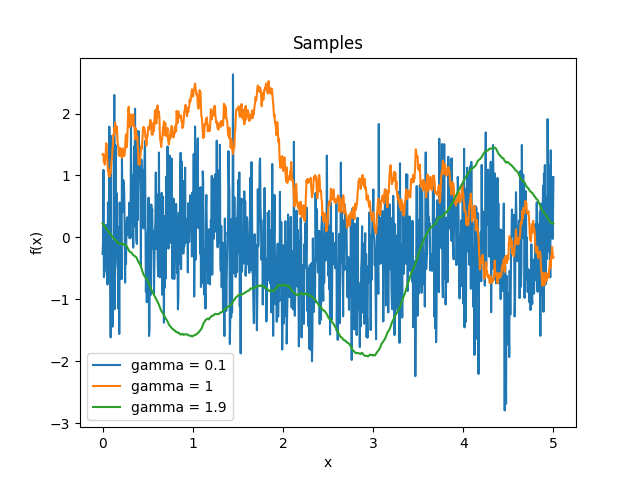 Samples
f(x)
2
1
0
−1
−2
−3
gamma = 0.1
gamma = 1
gamma = 1.9
0 1 2 3 4 5
x